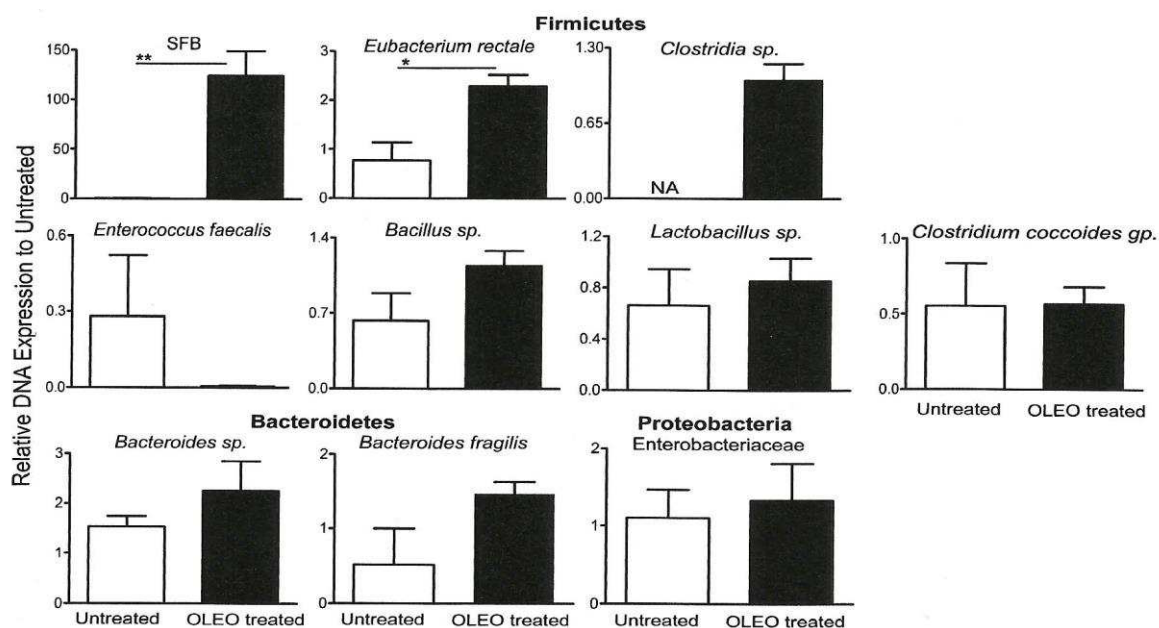 Firmicutes
SFB
Eubacterium rectale
Clostridia sp.
Relative DNA Expression to Untreated
150
100
50
0
**
3
2
1
0
*
1.30
0.65
0.00
NA
Enterococcus faecalis
Bacillus sp.
Lactobacillus sp.
Clostridium coccoides gp.
0.6
0.3
0.0
1.4
0.7
0.0
1.2
0.8
0.4
0.0
1.0
0.5
0.0
Untreated OLEO treated
Bacteroidetes
Proteobacteria
Bacteroides sp.
Bacteroides fragilis
Enterobacteriaceae
3
2
1
0
2
1
0
2
1
0
Untreated OLEO treated
Untreated OLEO treated
Untreated OLEO treated